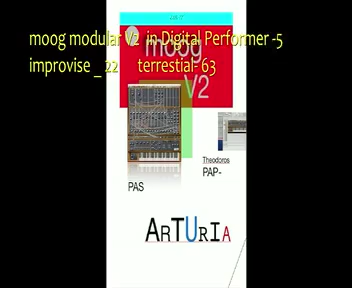 moog modular V2 in Digital Performer -5
improvise _ 22 terrestial- 63
moog
V2
Theodoros
PAP-
PAS
ARTURIA